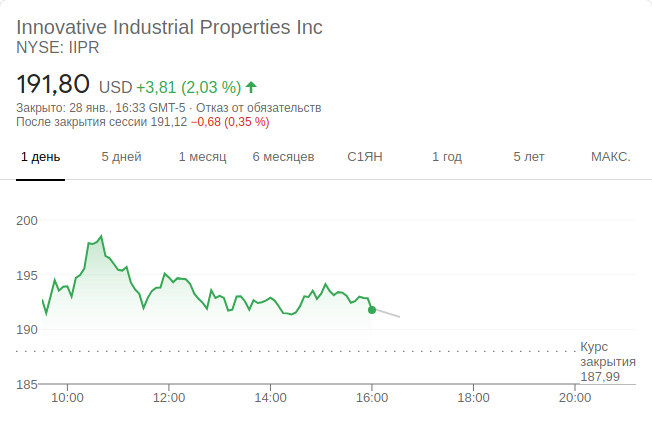 Innovative Industrial Properties Inc
NYSE: IIPR
191,80 USD +3,81 (2,03 %)
Закрыто: 28 янв., 16:33 GMT-5 · Отказ от обязательств
После закрытия сессии 191,12 −0,68 (0,35 %)
1 день 5 дней 1 месяц 6 месяцев С1ЯН 1 год 5 лет МАКС.
200
195
190
Курс
закрытия
187,99
185
10:00 12:00 14:00 16:00 18:00 20:00